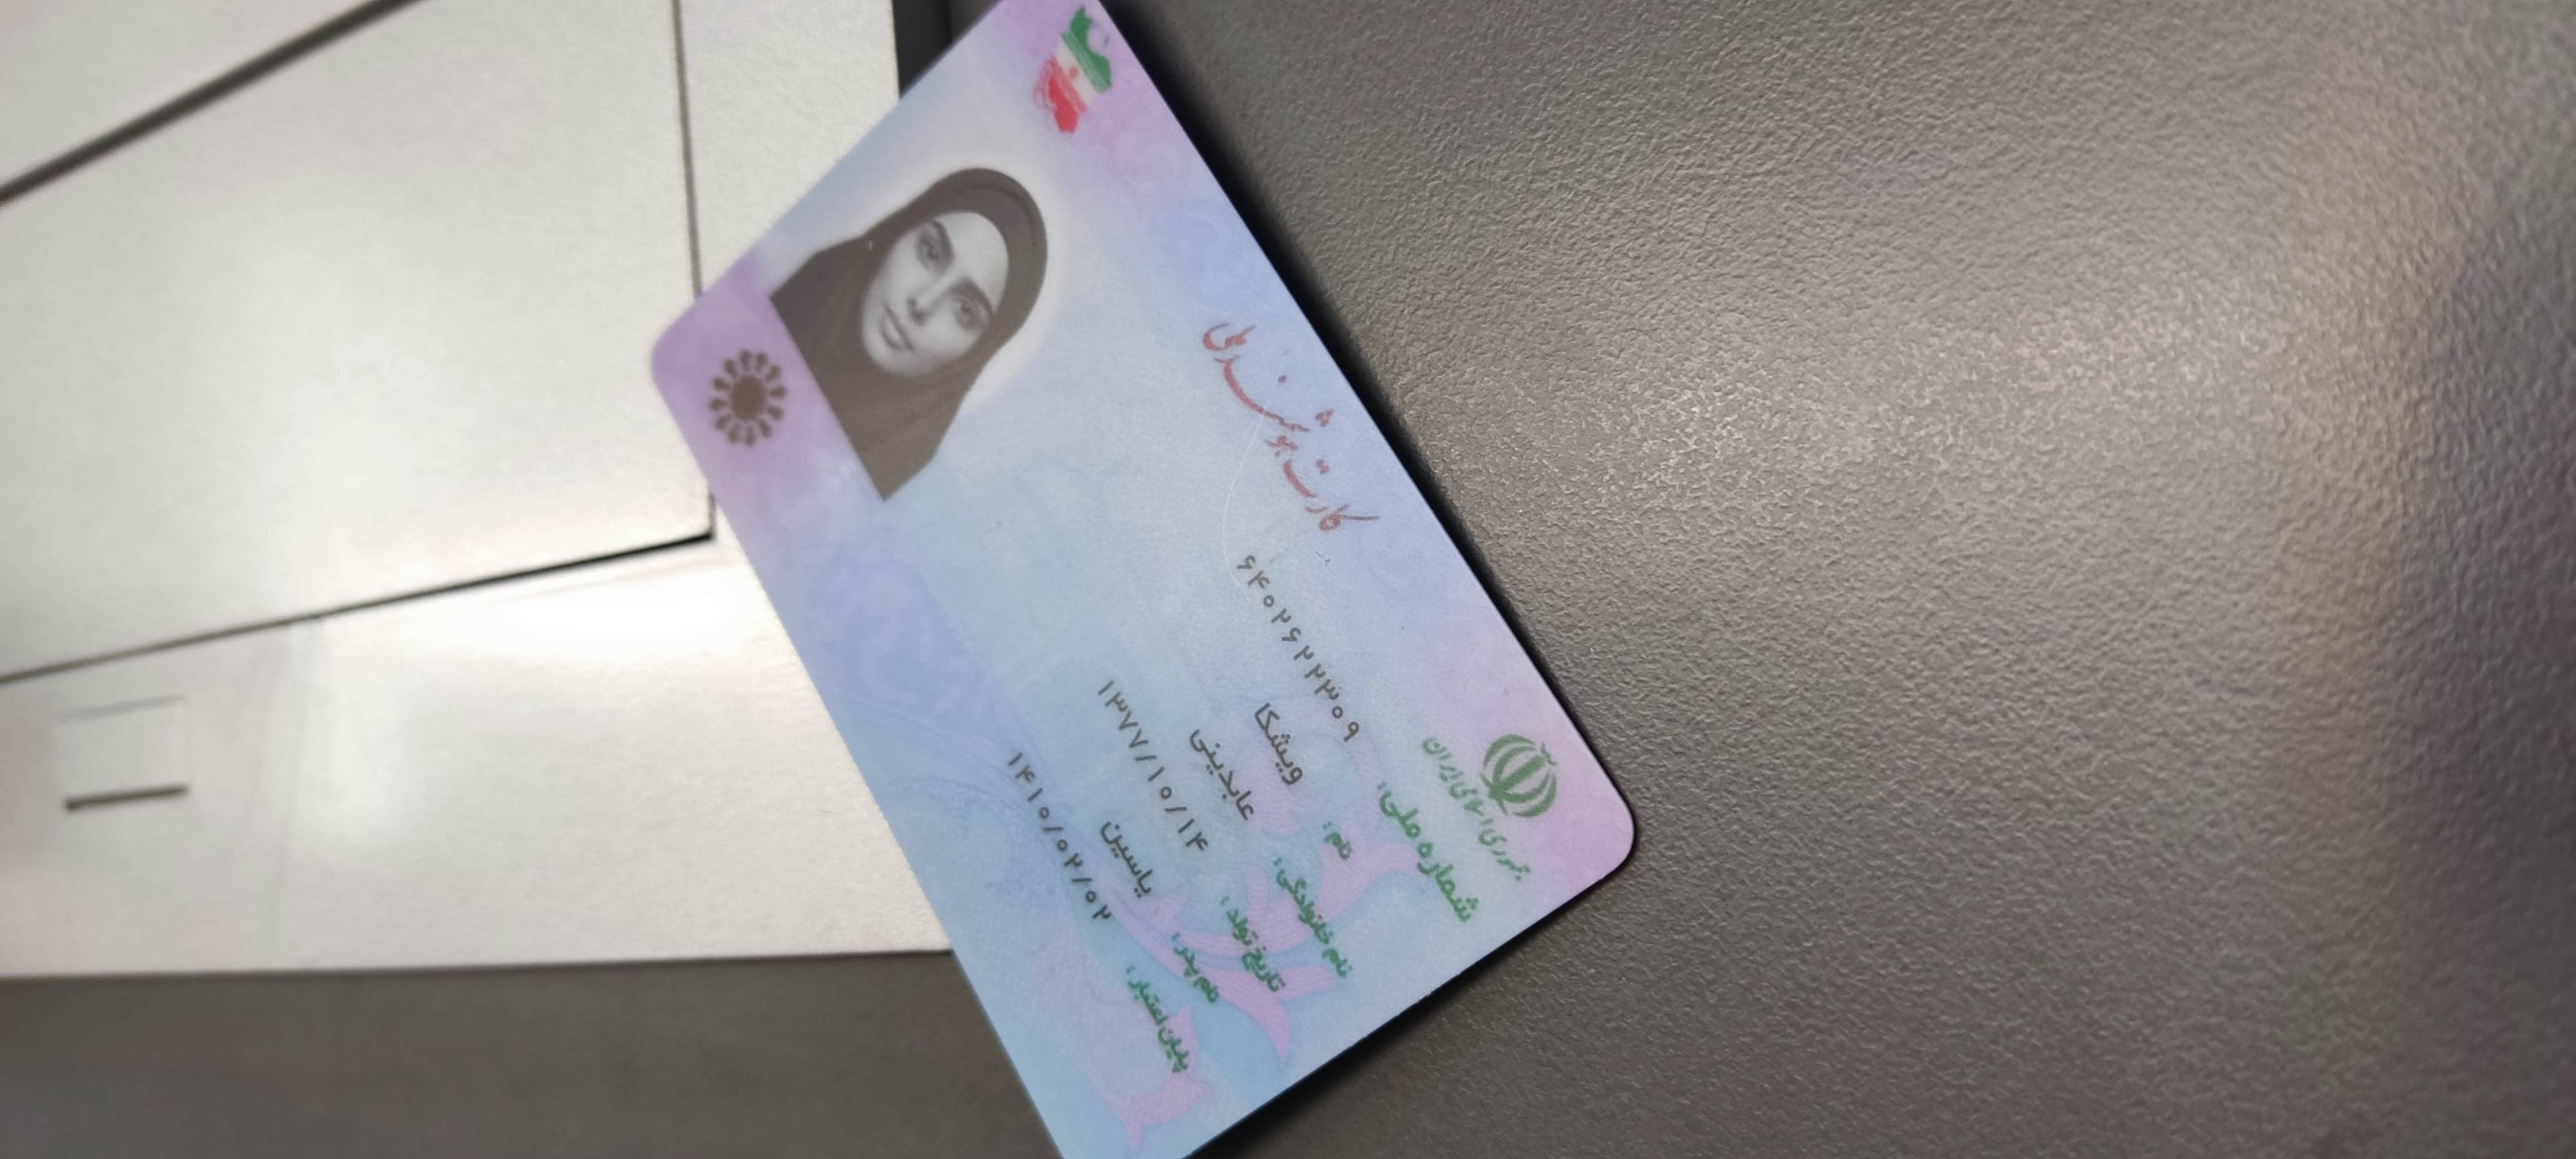 جمهوری اسلامی ایران
کارت هوشمند ملی
شماره ملی: ۶۴۰۲۶۲۲۳۰۹
نام: ویشکا
نام خانوادگی: عابدینی
تاریخ تولد: ۱۳۷۷/۱۰/۱۴
نام پدر: یاسین
پایان اعتبار: ۱۴۱۰/۰۲/۰۲